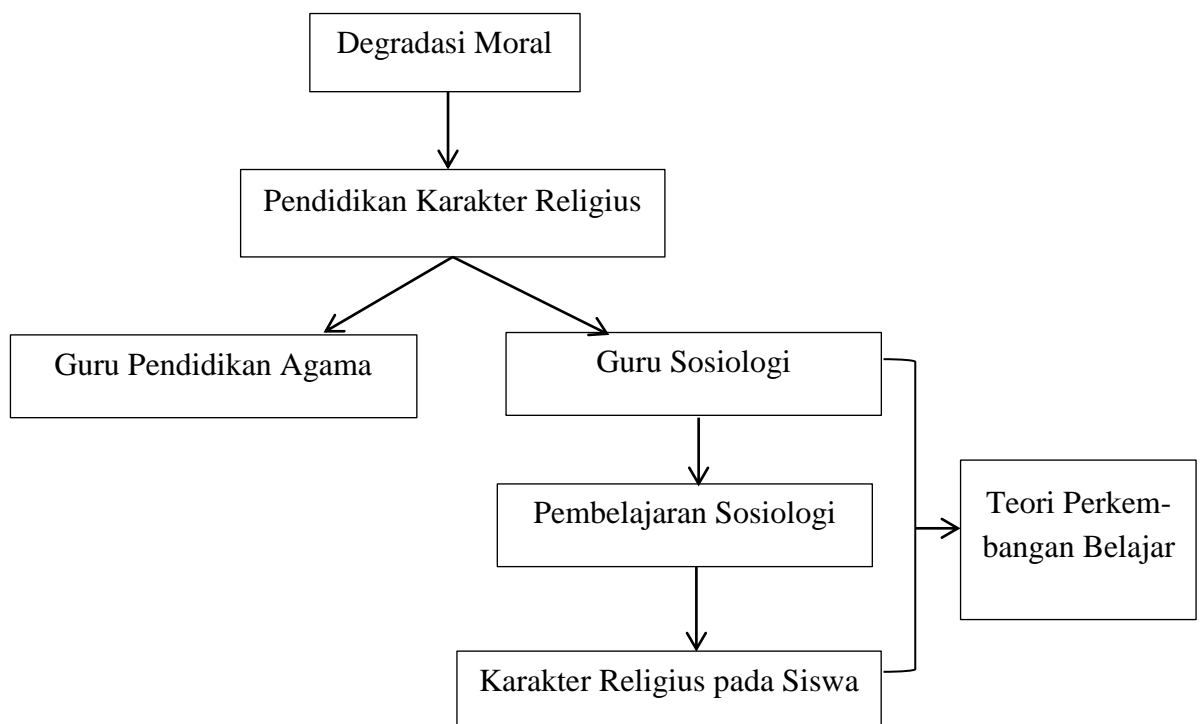 Degradasi Moral
Pendidikan Karakter Religius
Guru Pendidikan Agama
Guru Sosiologi
Pembelajaran Sosiologi
Teori Perkem-
bangan Belajar
Karakter Religius pada Siswa